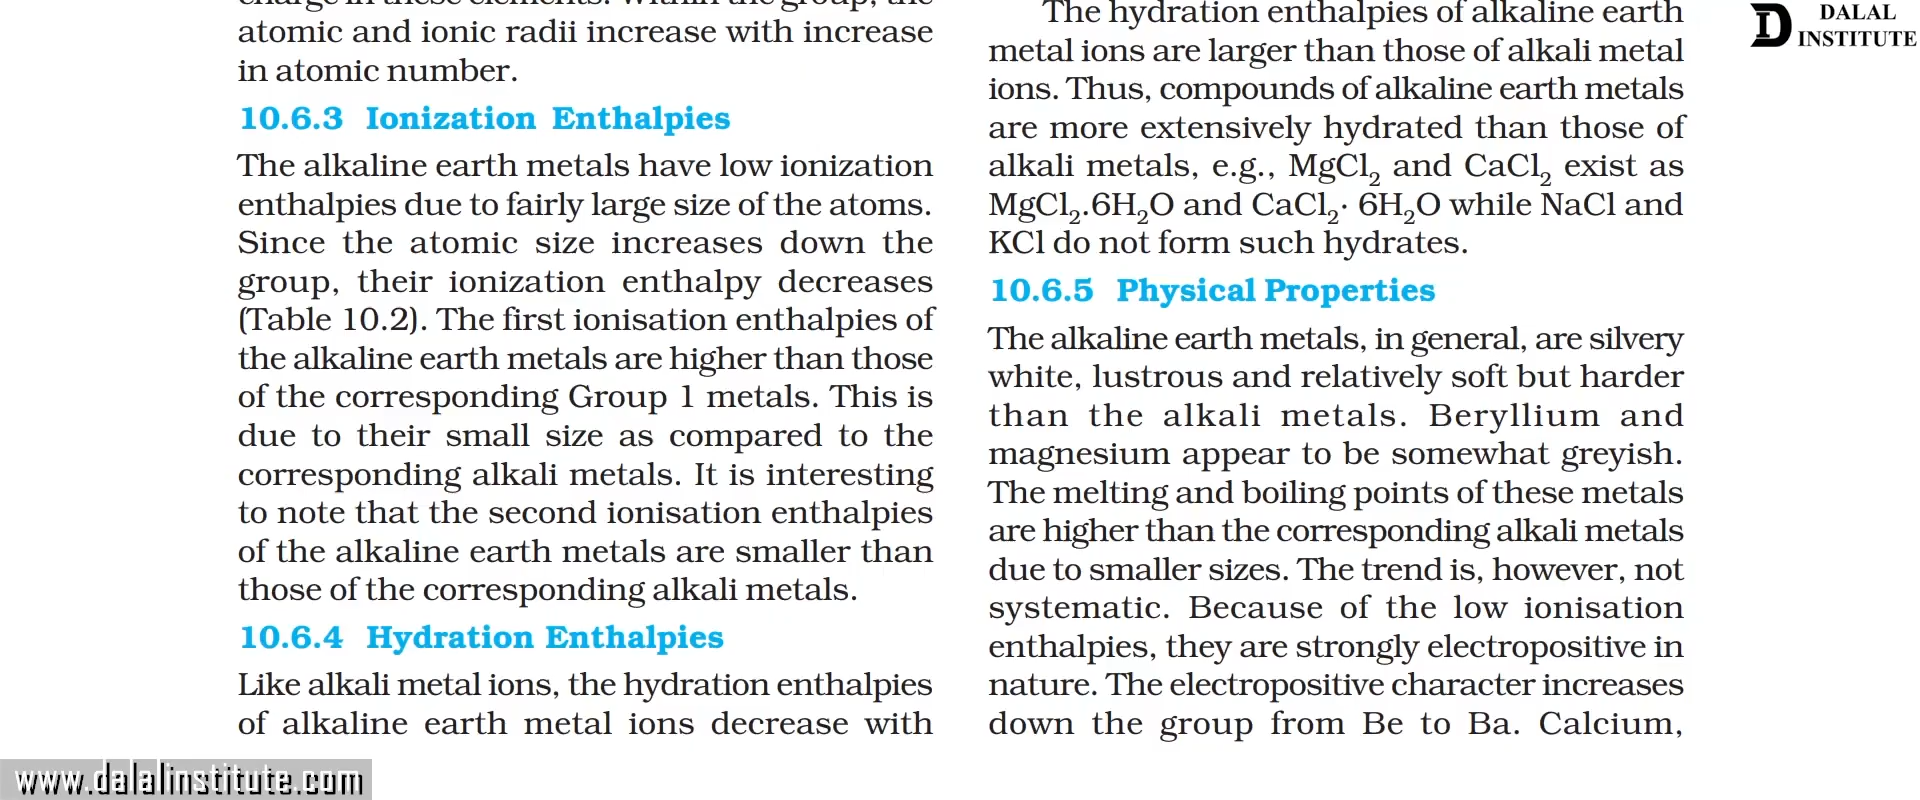 charge in these elements. Within the group, the
atomic and ionic radii increase with increase
in atomic number.
10.6.3 Ionization Enthalpies
The alkaline earth metals have low ionization
enthalpies due to fairly large size of the atoms.
Since the atomic size increases down the
group, their ionization enthalpy decreases
(Table 10.2). The first ionisation enthalpies of
the alkaline earth metals are higher than those
of the corresponding Group 1 metals. This is
due to their small size as compared to the
corresponding alkali metals. It is interesting
to note that the second ionisation enthalpies
of the alkaline earth metals are smaller than
those of the corresponding alkali metals.
10.6.4 Hydration Enthalpies
Like alkali metal ions, the hydration enthalpies
of alkaline earth metal ions decrease with
The hydration enthalpies of alkaline earth
metal ions are larger than those of alkali metal
ions. Thus, compounds of alkaline earth metals
are more extensively hydrated than those of
alkali metals, e.g., MgCl₂ and CaCl₂ exist as
MgCl₂.6H₂O and CaCl₂· 6H₂O while NaCl and
KCl do not form such hydrates.
10.6.5 Physical Properties
The alkaline earth metals, in general, are silvery
white, lustrous and relatively soft but harder
than the alkali metals. Beryllium and
magnesium appear to be somewhat greyish.
The melting and boiling points of these metals
are higher than the corresponding alkali metals
due to smaller sizes. The trend is, however, not
systematic. Because of the low ionisation
enthalpies, they are strongly electropositive in
nature. The electropositive character increases
down the group from Be to Ba. Calcium,
DALAL
INSTITUTE
www.dalalinstitute.com